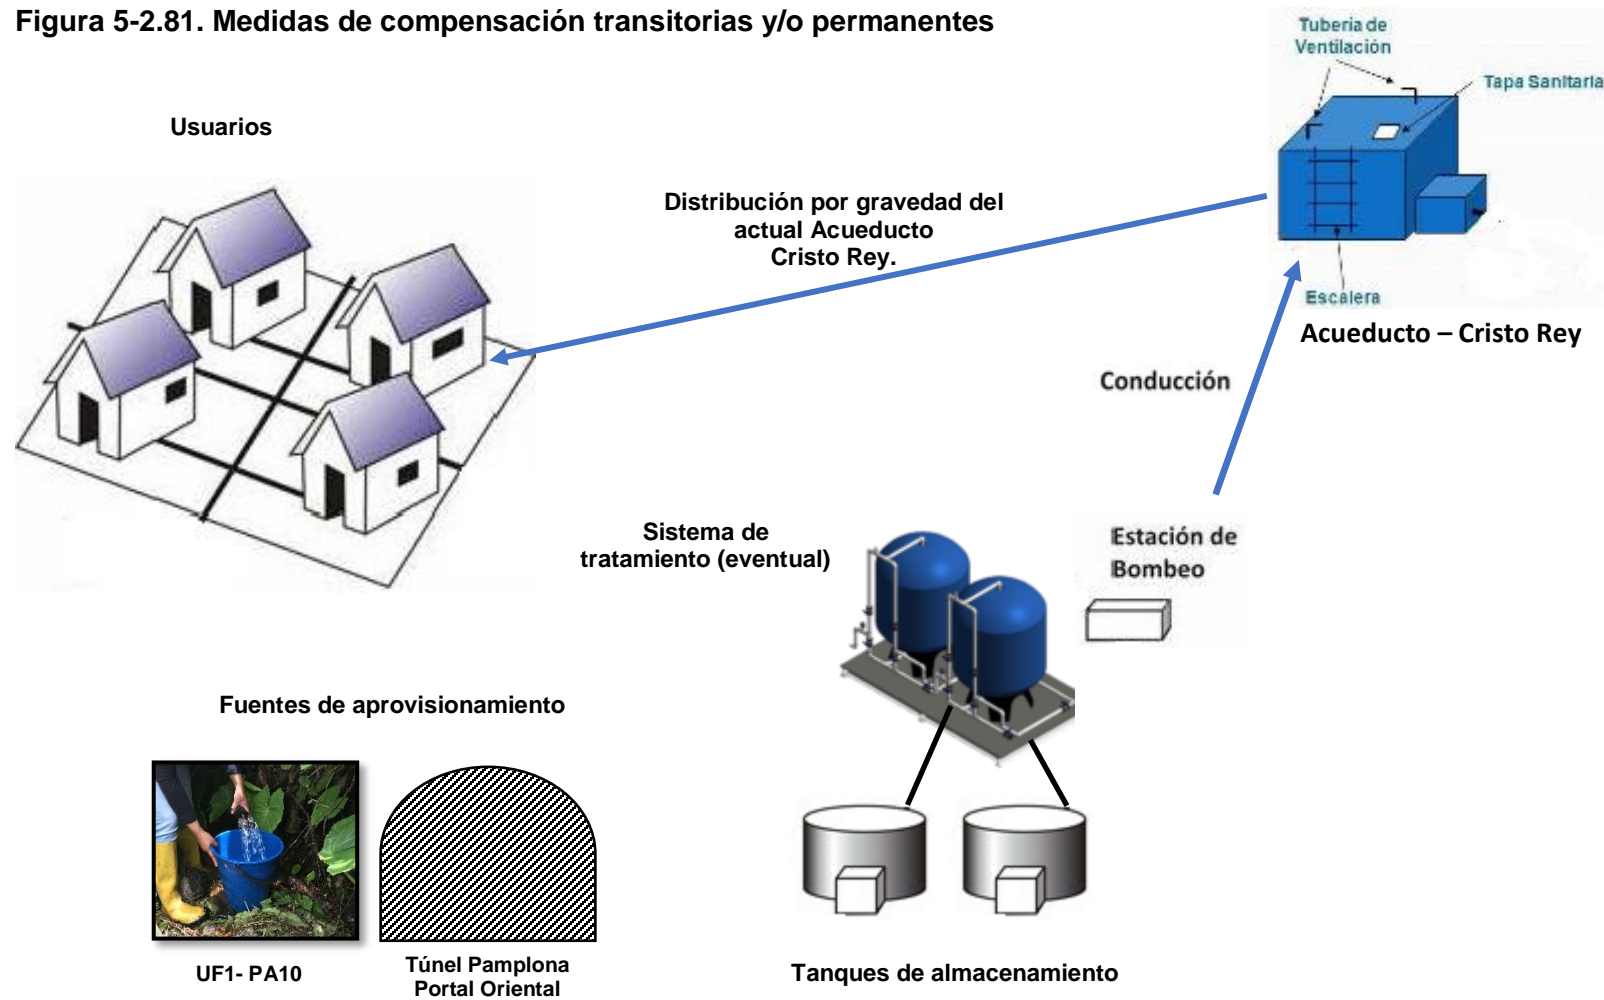 Figura 5-2.81. Medidas de compensación transitorias y/o permanentes
Tubería de
Ventilación
Tapa Sanitaria
Usuarios
Distribución por gravedad del
actual Acueducto
Cristo Rey.
Escalera
Acueducto – Cristo Rey
Conducción
Sistema de
tratamiento (eventual)
Estación de
Bombeo
Fuentes de aprovisionamiento
UF1- PA10
Túnel Pamplona
Portal Oriental
Tanques de almacenamiento